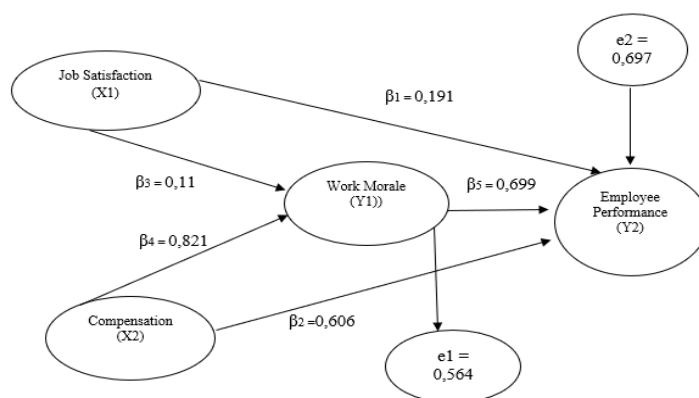 e2 =
0,697
Job Satisfaction
(X1)
β1 = 0,191
β3 = 0,11
Work Morale
(Y1))
β5 = 0,699
Employee
Performance
(Y2)
β4 = 0,821
Compensation
(X2)
β2 =0,606
e1 =
0,564